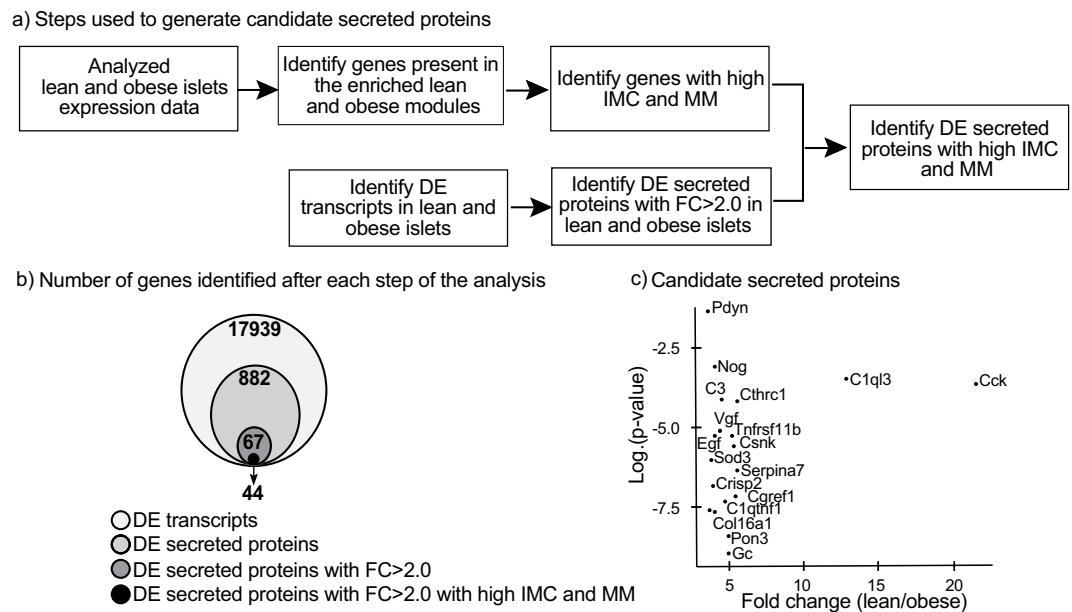 a) Steps used to generate candidate secreted proteins
Analyzed
lean and obese islets
expression data
Identify genes present in
the enriched lean
and obese modules
Identify genes with high
IMC and MM
Identify DE
transcripts in lean and
obese islets
Identify DE secreted
proteins with FC>2.0 in
lean and obese islets
Identify DE secreted
proteins with high IMC
and MM
b) Number of genes identified after each step of the analysis
17939
882
67
44
DE transcripts
DE secreted proteins
DE secreted proteins with FC>2.0
DE secreted proteins with FC>2.0 with high IMC and MM
c) Candidate secreted proteins
Log.(p-value)
-2.5
-5.0
-7.5
Pdyn
Nog
C1ql3
Cck
C3
Cthrc1
Vgf
Tnfrsf11b
Egf
Csnk
Sod3
Serpina7
Crisp2
Cgref1
C1qtnf1
Col16a1
Pon3
Gc
5
10
15
20
Fold change (lean/obese)